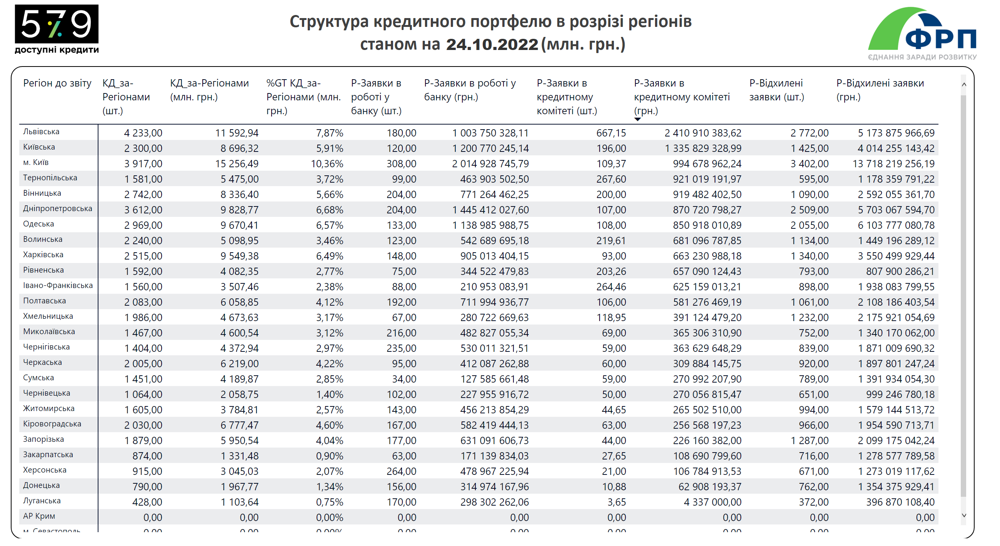 579
доступні кредити
Структура кредитного портфелю в розрізі регіонів
станом на 24.10.2022 (млн. грн.)
ФРП
ЄДНАННЯ ЗАРАДИ РОЗВИТКУ
Регіон до звіту КД_за-Регіонами (шт.) КД_за-Регіонами (млн. грн.) %GT КД_за-Регіонами (млн. грн.) Р-Заявки в роботі у банку (шт.) Р-Заявки в роботі у банку (грн.) Р-Заявки в кредитному комітеті (шт.) Р-Заявки в кредитному комітеті (грн.) Р-Відхилені заявки (шт.) Р-Відхилені заявки (грн.)
Львівська 4 233,00 11 592,94 7,87% 180,00 1 003 750 328,11 667,15 2 410 910 383,62 2 772,00 5 173 875 966,69
Київська 2 300,00 8 696,32 5,91% 120,00 1 200 770 245,14 196,00 1 335 829 328,99 1 425,00 4 014 255 143,42
м. Київ 3 917,00 15 256,49 10,36% 308,00 2 014 928 745,79 109,37 994 678 962,24 3 402,00 13 718 219 256,19
Тернопільська 1 581,00 5 475,00 3,72% 99,00 463 903 502,50 267,60 921 019 191,97 595,00 1 178 359 791,22
Вінницька 2 742,00 8 336,40 5,66% 204,00 771 264 462,25 200,00 919 482 402,50 1 090,00 2 592 055 361,70
Дніпропетровська 3 612,00 9 828,77 6,68% 204,00 1 445 412 027,60 107,00 870 720 798,27 2 509,00 5 703 067 594,70
Одеська 2 969,00 9 670,41 6,57% 133,00 1 138 985 988,75 108,00 850 918 010,89 2 055,00 6 103 777 080,78
Волинська 2 240,00 5 098,95 3,46% 123,00 542 689 695,18 219,61 681 096 787,85 1 134,00 1 449 196 289,12
Харківська 2 515,00 9 549,38 6,49% 148,00 905 013 404,15 93,00 663 230 988,18 1 340,00 3 550 499 929,44
Рівненська 1 592,00 4 082,35 2,77% 75,00 344 522 479,83 203,26 657 090 124,43 793,00 807 900 286,21
Івано-Франківська 1 560,00 3 507,46 2,38% 88,00 210 953 083,91 264,46 625 159 013,21 898,00 1 938 083 799,55
Полтавська 2 083,00 6 058,85 4,12% 192,00 711 994 936,77 106,00 581 276 469,19 1 061,00 2 108 186 403,54
Хмельницька 1 986,00 4 673,63 3,17% 67,00 280 722 669,63 118,95 391 124 479,20 1 232,00 2 175 921 054,69
Миколаївська 1 467,00 4 600,54 3,12% 216,00 482 827 055,34 69,00 365 306 310,90 752,00 1 340 170 062,00
Чернігівська 1 404,00 4 372,94 2,97% 235,00 530 011 321,51 59,00 363 629 648,29 839,00 1 871 009 690,32
Черкаська 2 005,00 6 219,00 4,22% 95,00 412 087 262,88 60,00 309 884 145,75 920,00 1 897 801 247,24
Сумська 1 451,00 4 189,87 2,85% 34,00 127 585 661,48 59,00 270 992 207,90 789,00 1 391 934 054,30
Чернівецька 1 064,00 2 058,75 1,40% 102,00 227 955 916,72 50,00 270 056 815,47 651,00 999 246 780,18
Житомирська 1 605,00 3 784,81 2,57% 143,00 456 213 854,29 44,65 265 502 510,00 994,00 1 579 144 513,72
Кіровоградська 2 030,00 6 777,47 4,60% 167,00 582 419 444,13 63,00 256 568 197,23 966,00 1 954 590 713,71
Запорізька 1 879,00 5 950,54 4,04% 177,00 631 091 606,73 44,00 226 160 382,00 1 287,00 2 099 175 042,24
Закарпатська 874,00 1 331,48 0,90% 63,00 171 139 834,03 27,65 108 690 799,60 716,00 1 278 577 789,58
Херсонська 915,00 3 045,03 2,07% 264,00 478 967 225,94 21,00 106 784 913,53 671,00 1 273 019 117,62
Донецька 790,00 1 967,77 1,34% 156,00 314 974 167,96 10,88 62 908 193,37 762,00 1 354 375 929,41
Луганська 428,00 1 103,64 0,75% 170,00 298 302 262,06 3,65 4 337 000,00 372,00 396 870 108,40
АР Крим 0,00 0,00 0,00% 0,00 0,00 0,00 0,00 0,00 0,00
м. Севастополь 0,00 0,00 0,00% 0,00 0,00 0,00 0,00 0,00 0,00